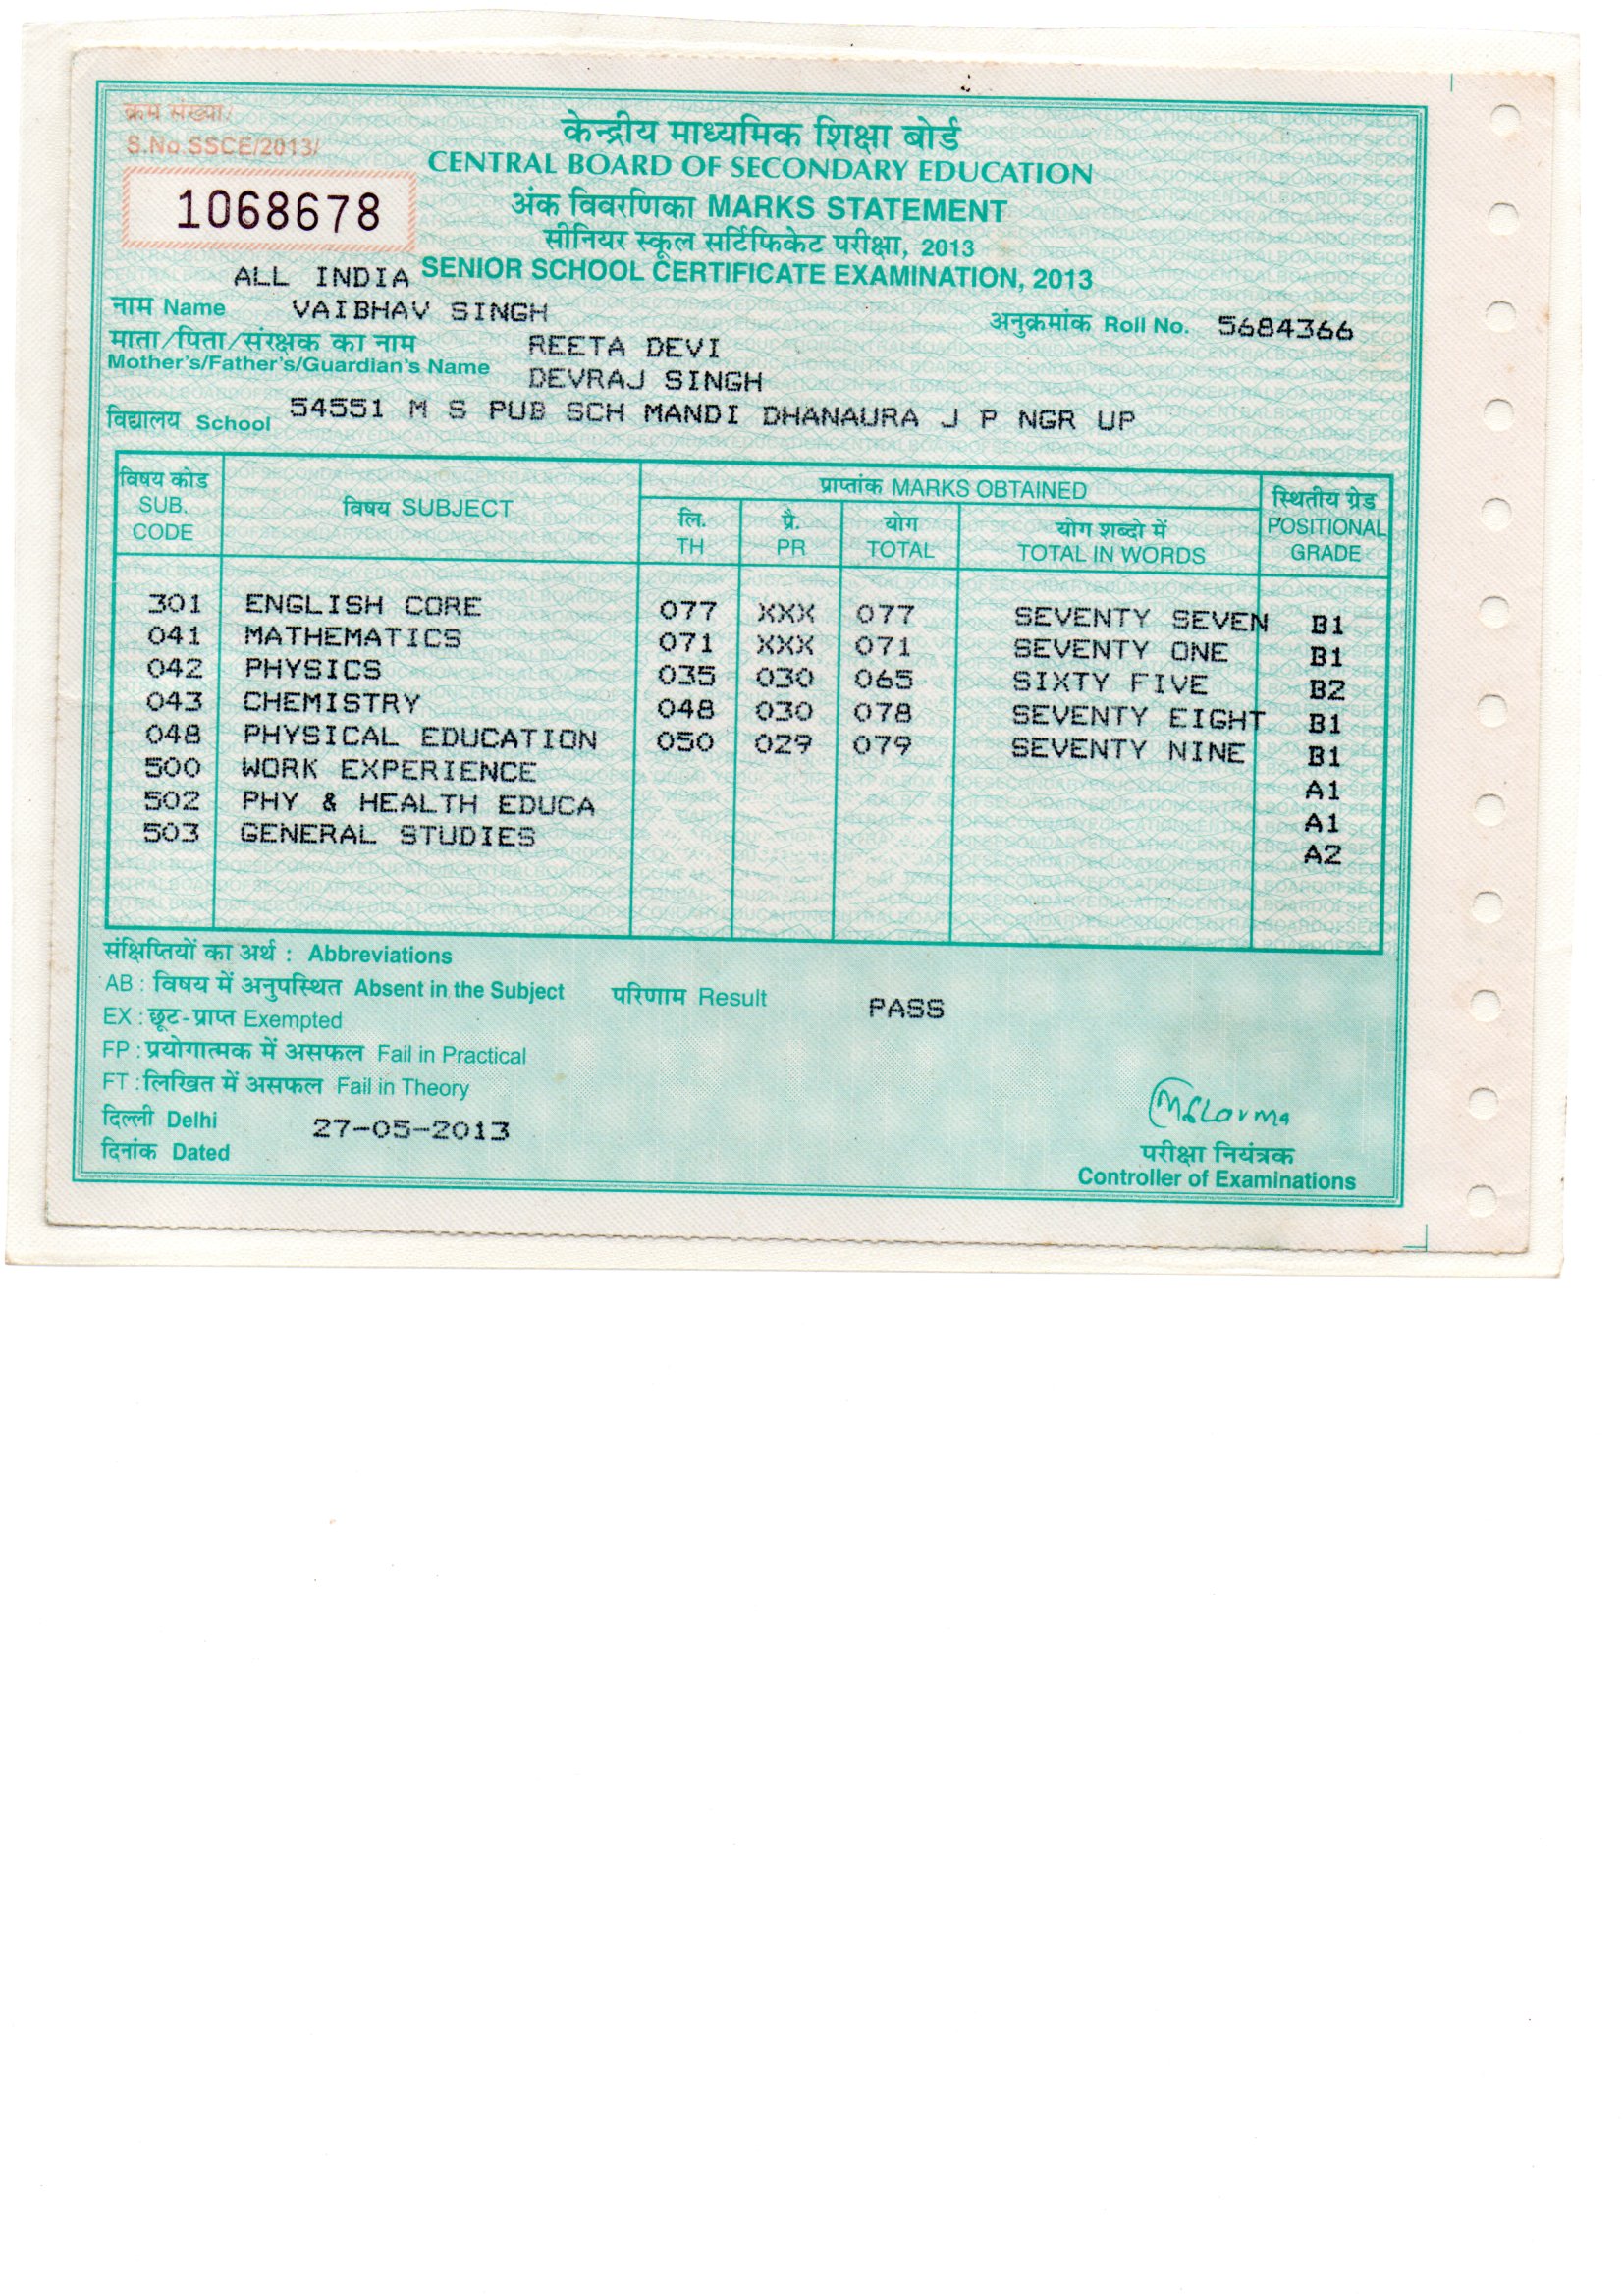 क्रम संख्या/
S.No SSCE/2013/
1068678
केन्द्रीय माध्यमिक शिक्षा बोर्ड
CENTRAL BOARD OF SECONDARY EDUCATION
अंक विवरणिका MARKS STATEMENT
सीनियर स्कूल सर्टिफिकेट परीक्षा, 2013
ALL INDIA SENIOR SCHOOL CERTIFICATE EXAMINATION, 2013
नाम Name VAIBHAV SINGH
अनुक्रमांक Roll No. 5684366
माता/पिता/संरक्षक का नाम REETA DEVI
Mother's/Father's/Guardian's Name DEVRAJ SINGH
विद्यालय School 54551 M S PUB SCH MANDI DHANAURA J P NGR UP
विषय कोड SUB. CODE विषय SUBJECT प्राप्तांक MARKS OBTAINED स्थितीय ग्रेड POSITIONAL GRADE
लि. TH प्रै. PR योग TOTAL योग शब्दो में TOTAL IN WORDS
301 ENGLISH CORE 077 XXX 077 SEVENTY SEVEN B1
041 MATHEMATICS 071 XXX 071 SEVENTY ONE B1
042 PHYSICS 035 030 065 SIXTY FIVE B2
043 CHEMISTRY 048 030 078 SEVENTY EIGHT B1
048 PHYSICAL EDUCATION 050 029 079 SEVENTY NINE B1
500 WORK EXPERIENCE A1
502 PHY & HEALTH EDUCA A1
503 GENERAL STUDIES A2
संक्षिप्तियों का अर्थ : Abbreviations
AB : विषय में अनुपस्थित Absent in the Subject परिणाम Result PASS
EX : छूट-प्राप्त Exempted
FP : प्रयोगात्मक में असफल Fail in Practical
FT : लिखित में असफल Fail in Theory
दिल्ली Delhi
दिनांक Dated 27-05-2013
परीक्षा नियंत्रक
Controller of Examinations